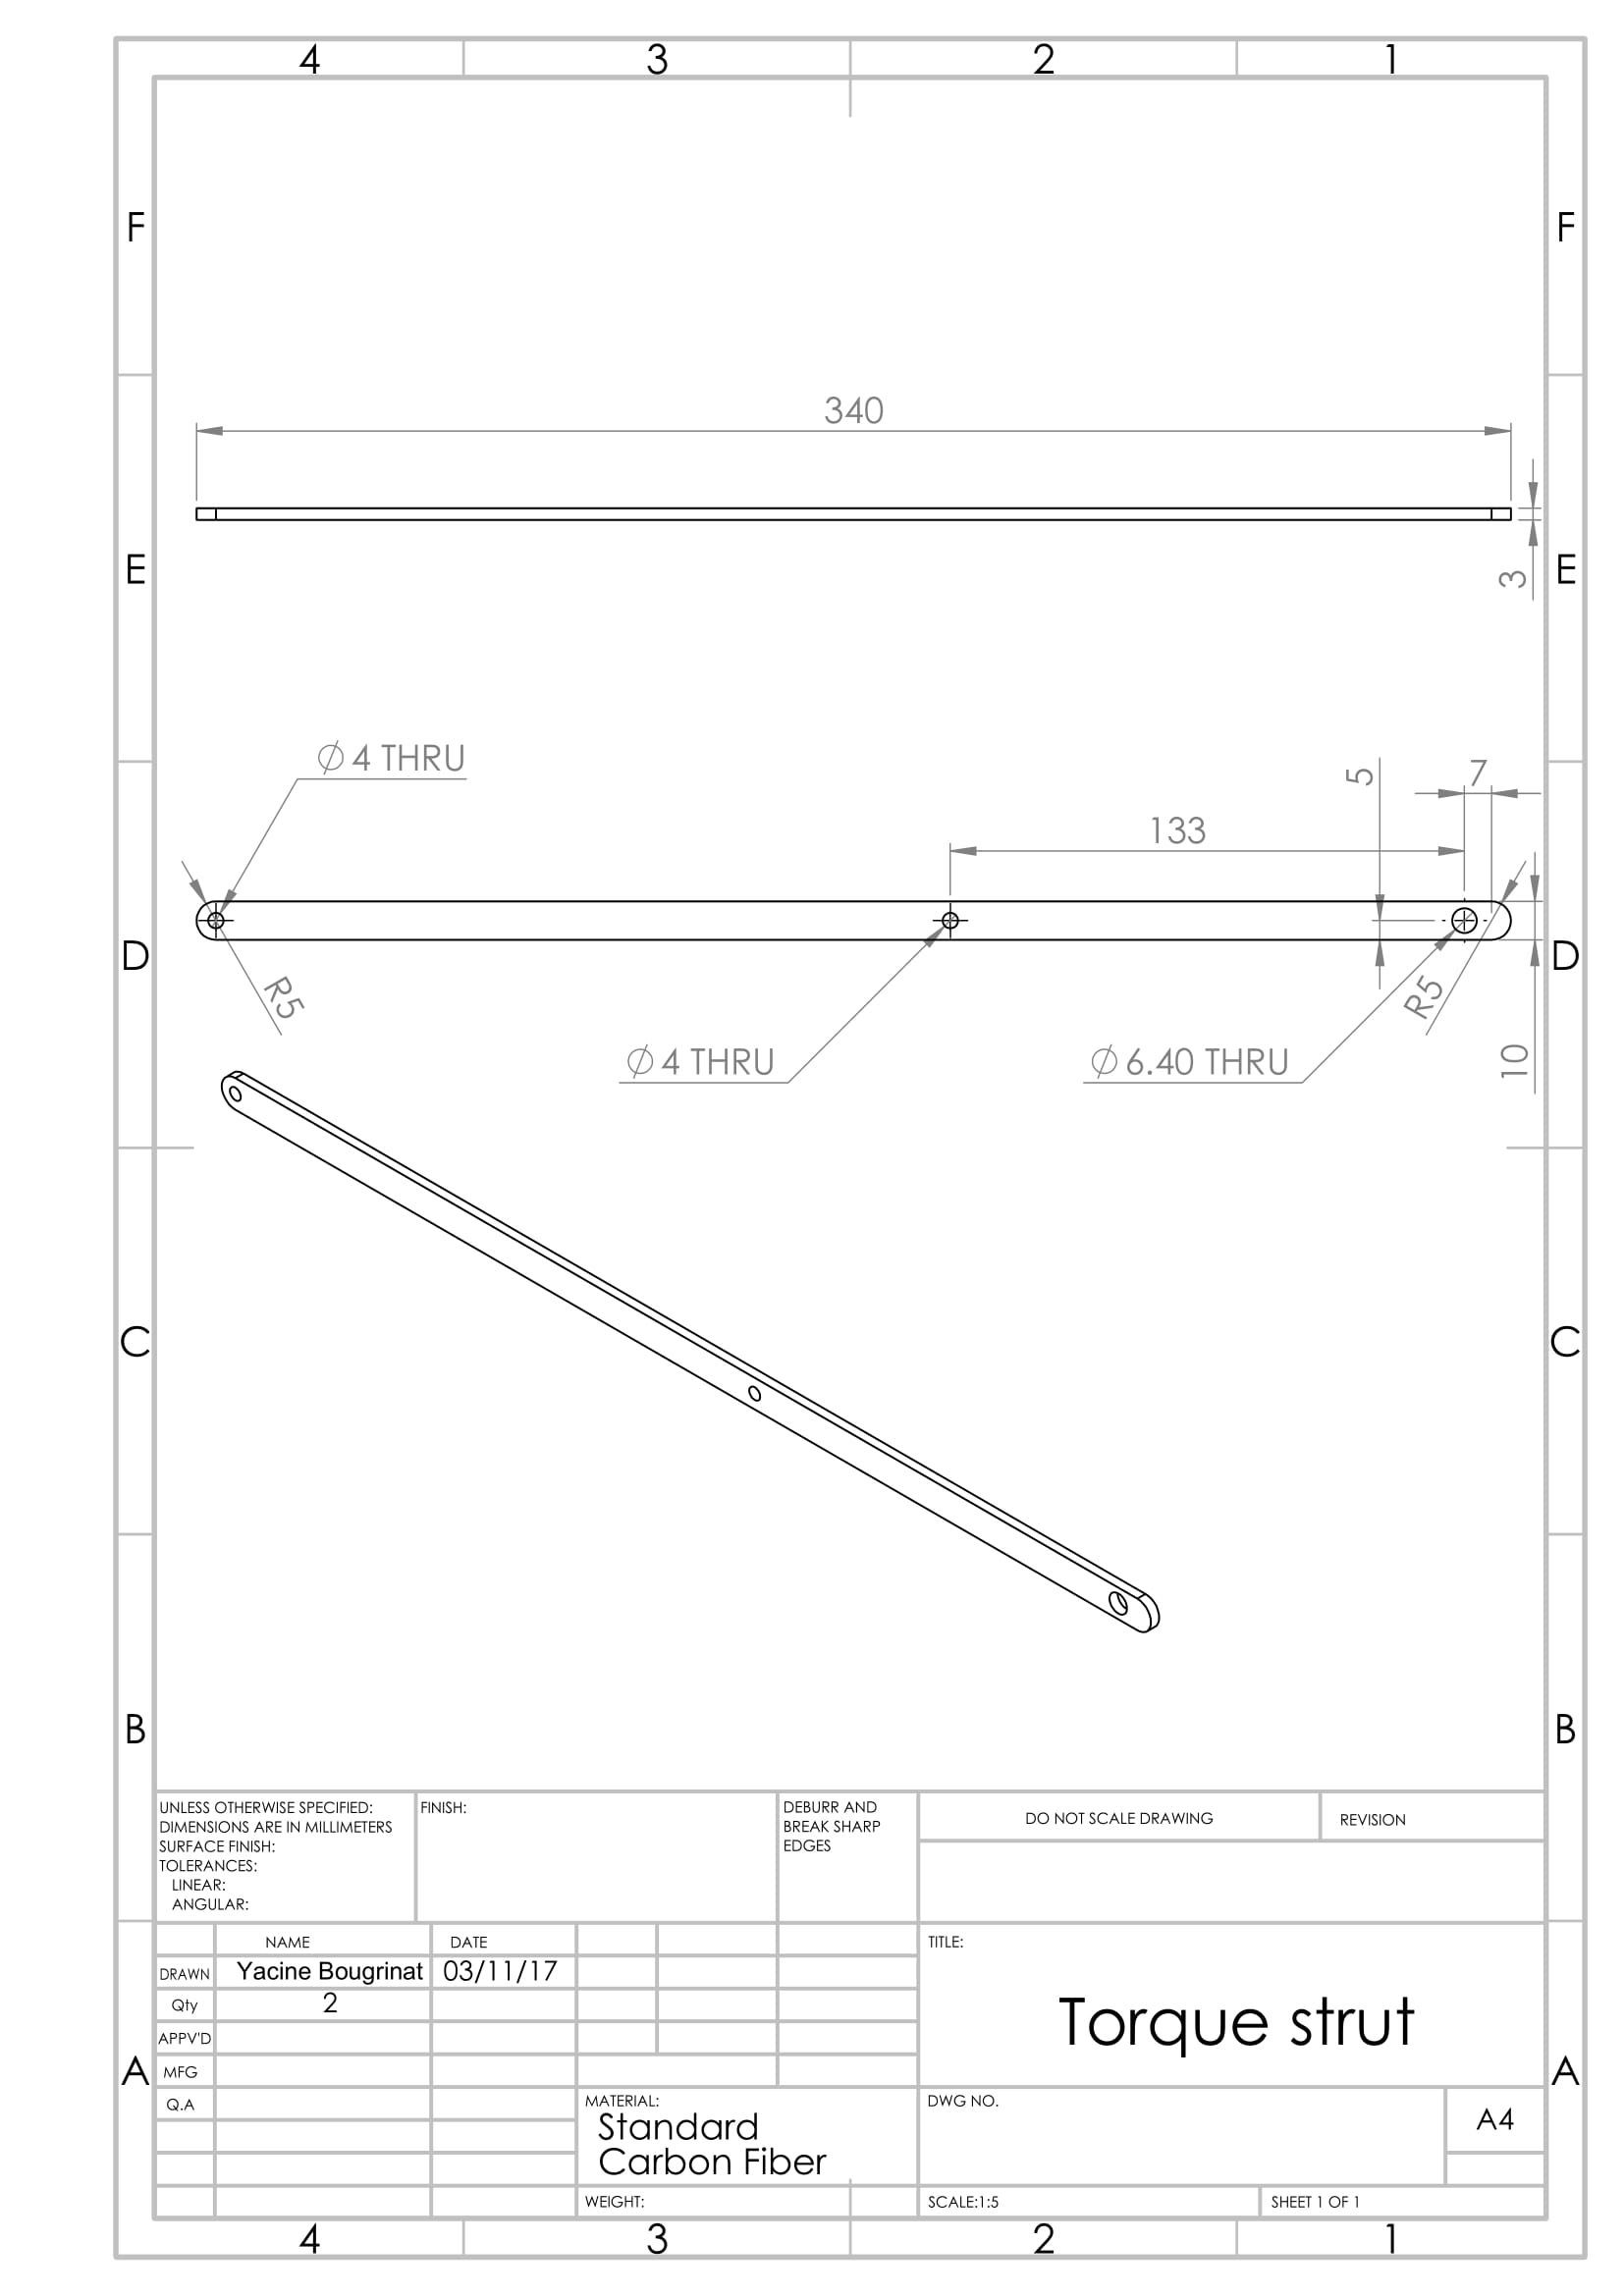 4 3 2 1
F F
340
E E
3
⌀ 4 THRU
5 7
133
R5
R5
D D
⌀ 4 THRU
⌀ 6.40 THRU
10
C C
B B
UNLESS OTHERWISE SPECIFIED:
DIMENSIONS ARE IN MILLIMETERS
SURFACE FINISH:
TOLERANCES:
LINEAR:
ANGULAR:
FINISH:
DEBURR AND
BREAK SHARP
EDGES
DO NOT SCALE DRAWING
REVISION
NAME DATE
DRAWN Yacine Bougrinat 03/11/17
Qty 2
APPV'D
MFG
Q.A
TITLE:
Torque strut
A A
MATERIAL:
Standard
Carbon Fiber
DWG NO.
A4
WEIGHT:
SCALE:1:5
SHEET 1 OF 1
4 3 2 1